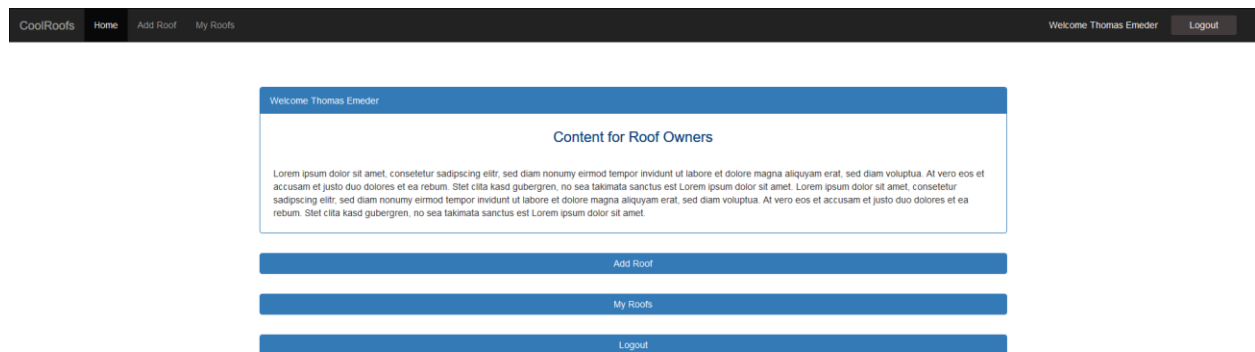 CoolRoofs Home Add Roof My Roofs Welcome Thomas Emeder Logout
Welcome Thomas Emeder
Content for Roof Owners
Lorem ipsum dolor sit amet, consetetur sadipscing elitr, sed diam nonumy eirmod tempor invidunt ut labore et dolore magna aliquyam erat, sed diam voluptua. At vero eos et
accusam et justo duo dolores et ea rebum. Stet clita kasd gubergren, no sea takimata sanctus est Lorem ipsum dolor sit amet. Lorem ipsum dolor sit amet, consetetur
sadipscing elitr, sed diam nonumy eirmod tempor invidunt ut labore et dolore magna aliquyam erat, sed diam voluptua. At vero eos et accusam et justo duo dolores et ea
rebum. Stet clita kasd gubergren, no sea takimata sanctus est Lorem ipsum dolor sit amet.
Add Roof
My Roofs
Logout